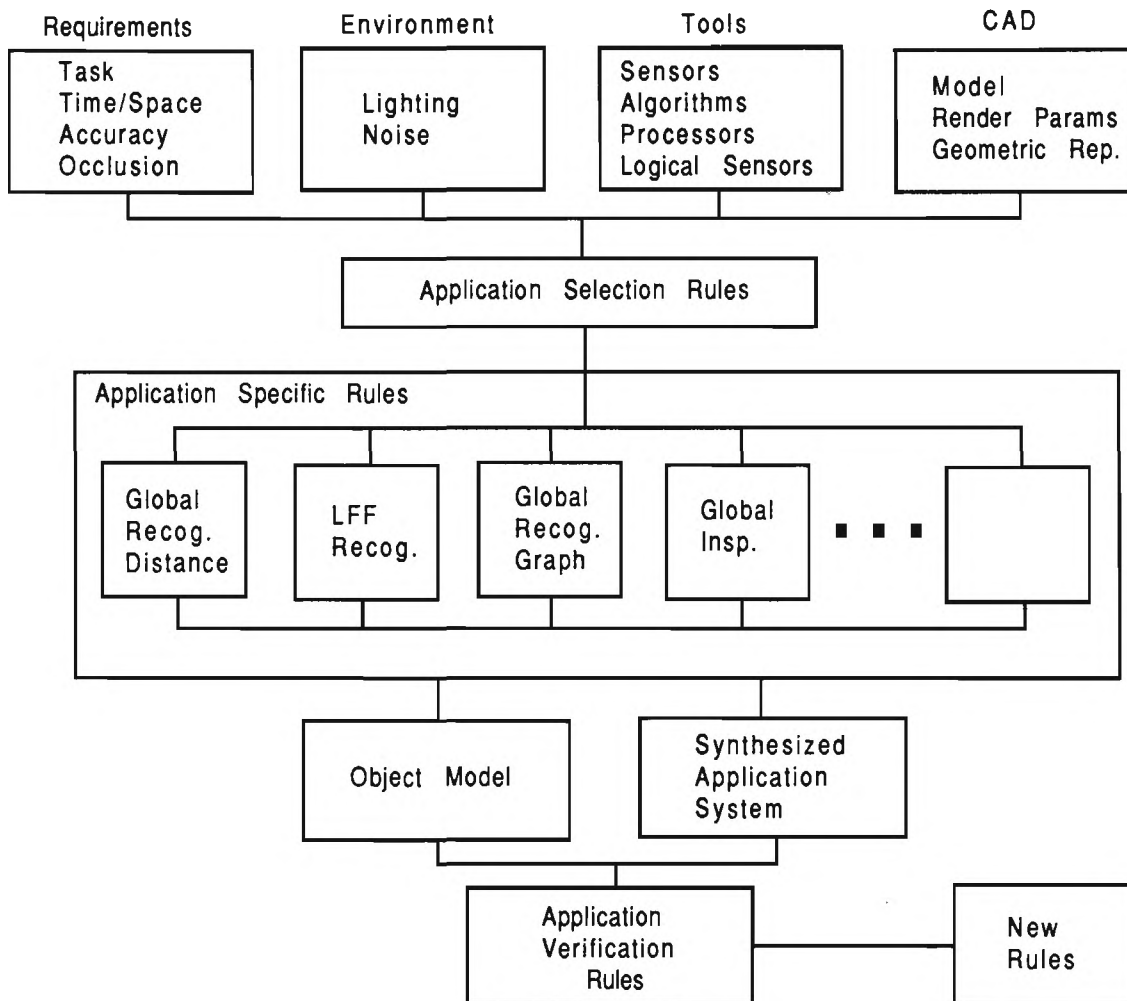 Requirements
Environment
Tools
CAD
Task
Time/Space
Accuracy
Occlusion
Lighting
Noise
Sensors
Algorithms
Processors
Logical Sensors
Model
Render Params
Geometric Rep.
Application Selection Rules
Application Specific Rules
Global
Recog.
Distance
LFF
Recog.
Global
Recog.
Graph
Global
Insp.
Object Model
Synthesized
Application
System
Application
Verification
Rules
New
Rules